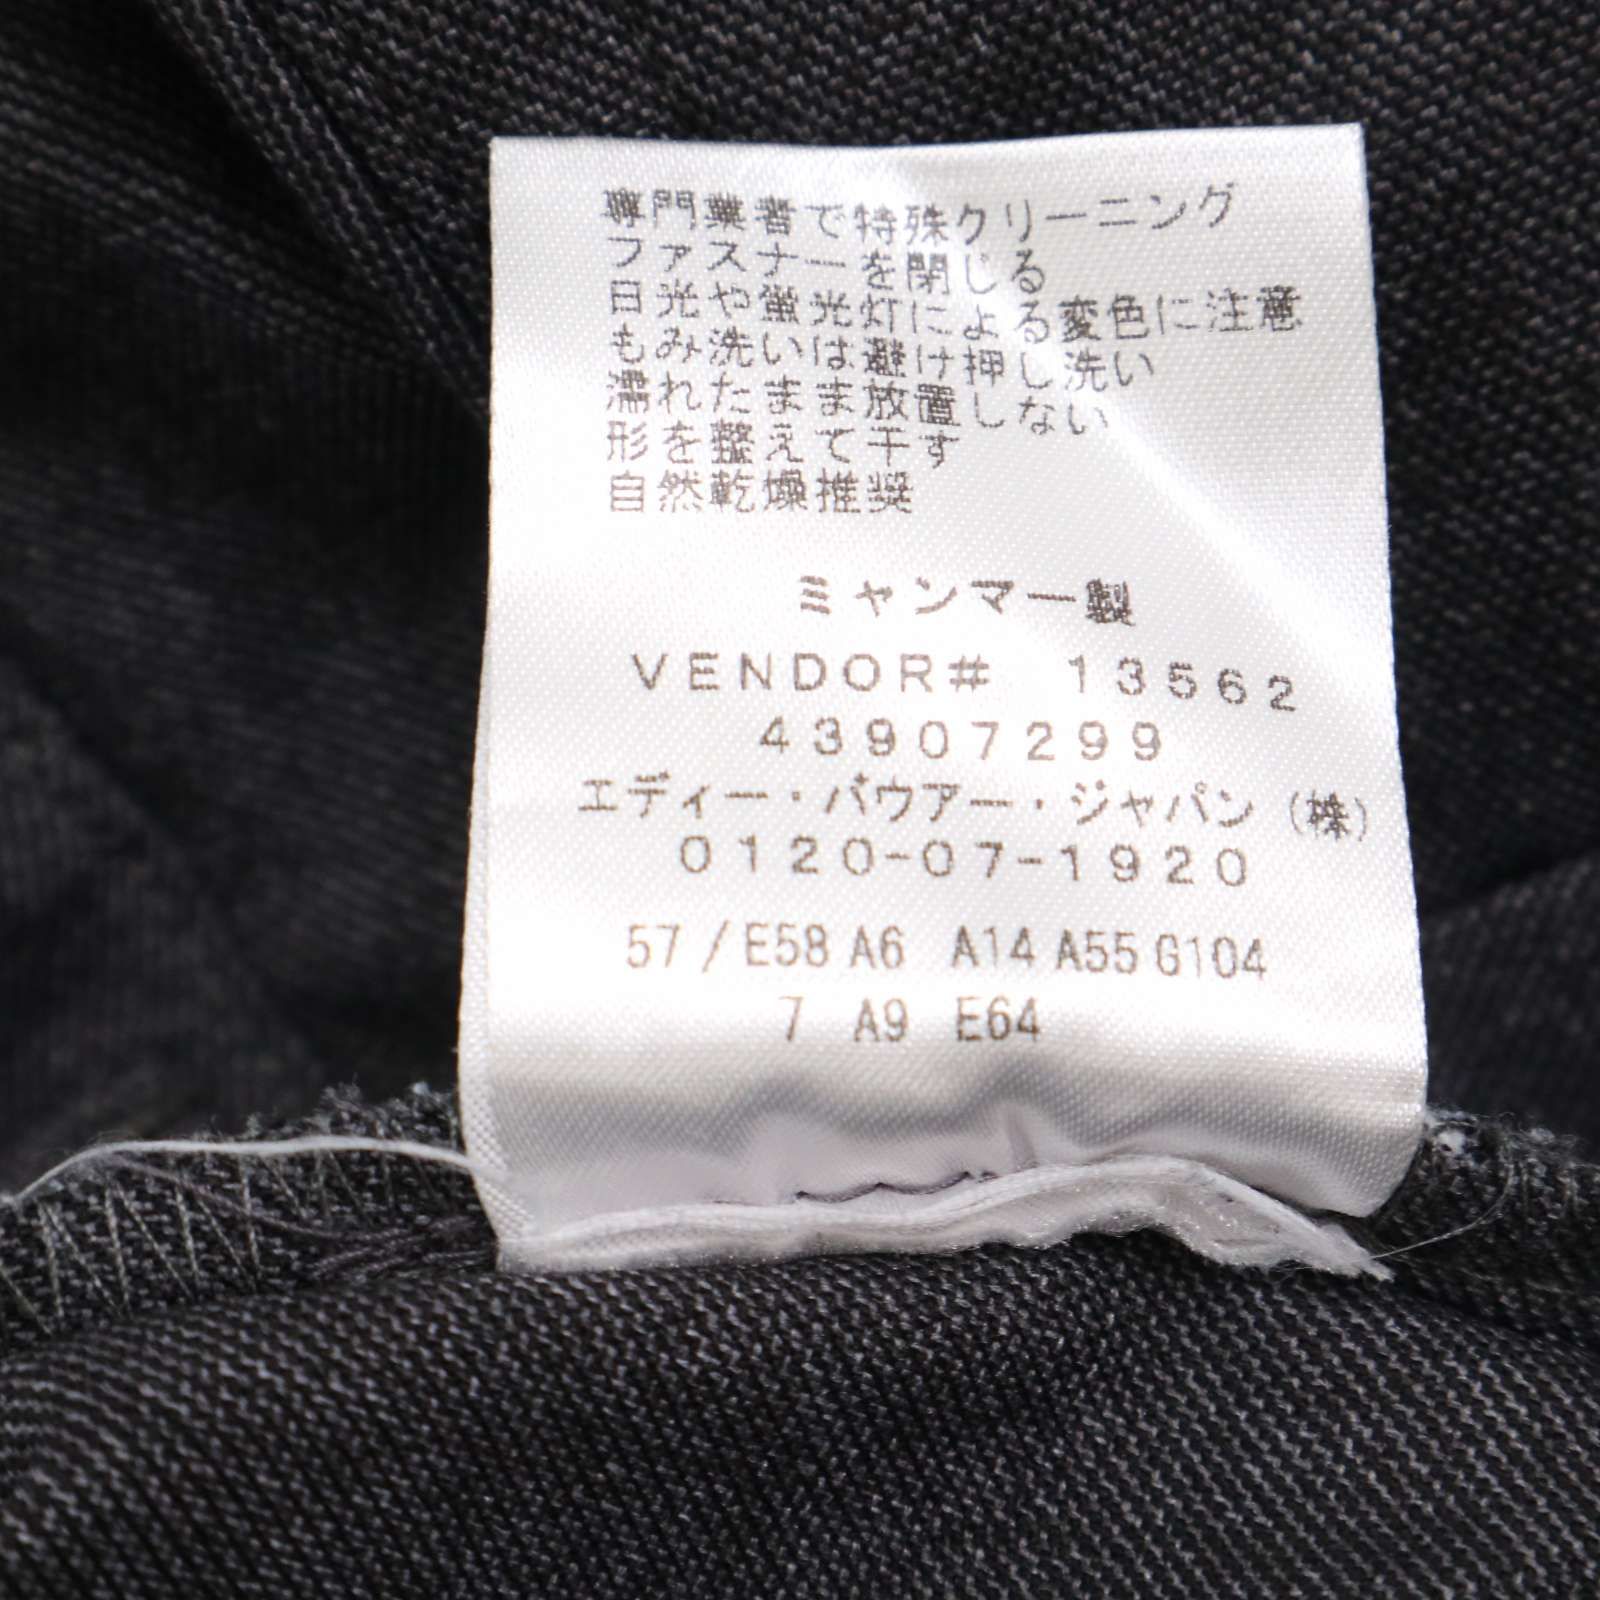 専門業者で特殊クリーニング
ファスナーを閉じる
日光や蛍光灯による変色に注意
もみ洗いは避け押し洗い
濡れたまま放置しない
形を整えて干す
自然乾燥推奨
ミャンマー製
VENDOR# 13562
43907299
エディー・バウアー・ジャパン(株)
0120-07-1920
57/E58 A6 A14 A55 G104
7 A9 E64